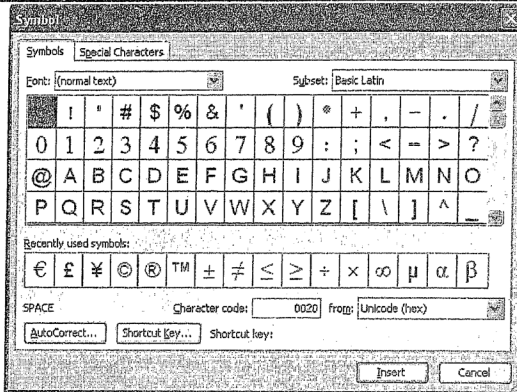 Symbol
Symbols Special Characters
Font: (normal text) Subset: Basic Latin
! " # $ % & ' ( ) * + , - . /
0 1 2 3 4 5 6 7 8 9 : ; < = > ?
@ A B C D E F G H I J K L M N O
P Q R S T U V W X Y Z [ \ ] ^ _
Recently used symbols:
€ £ ¥ © ® ™ ± ≠ ≤ ≥ ÷ × ∞ µ α β
SPACE Character code: 0020 from: Unicode (hex)
AutoCorrect... Shortcut Key... Shortcut key:
Insert Cancel